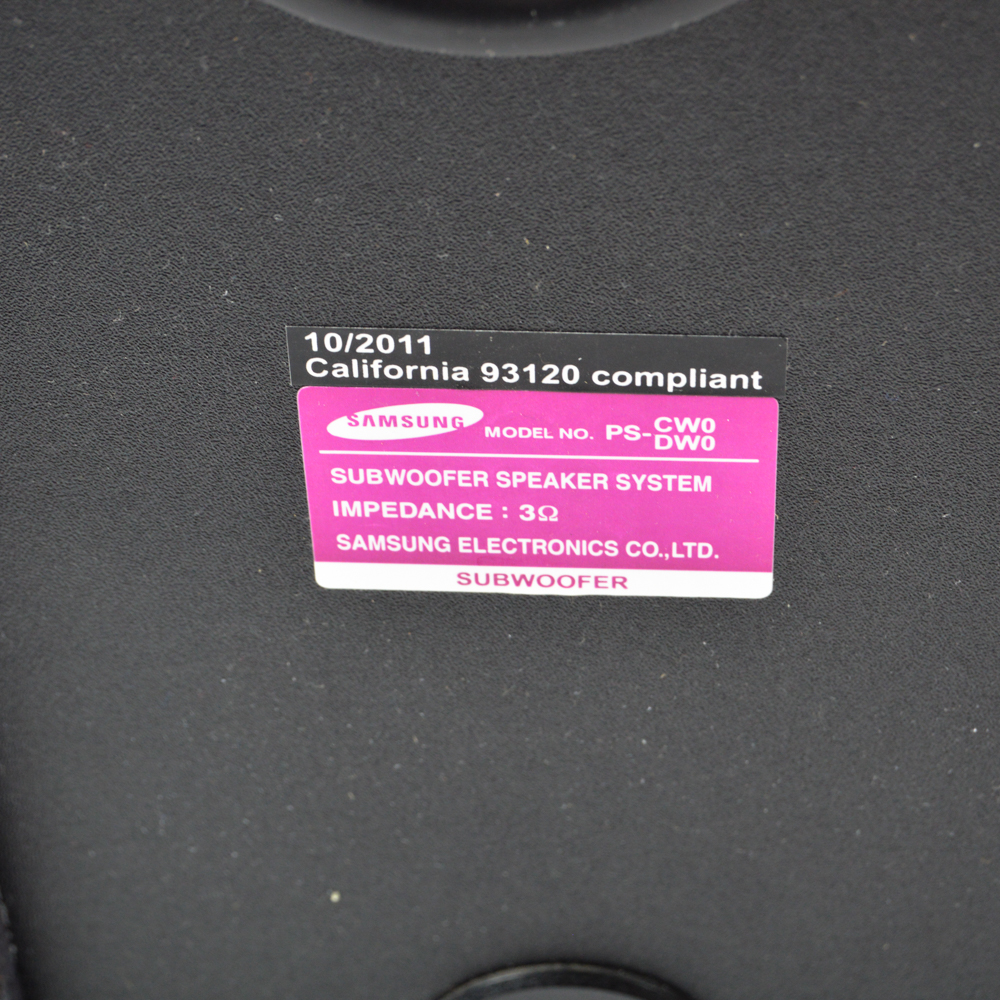 10/2011
California 93120 compliant
SAMSUNG MODEL NO. PS-CW0
DW0
SUBWOOFER SPEAKER SYSTEM
IMPEDANCE : 3Ω
SAMSUNG ELECTRONICS CO.,LTD.
SUBWOOFER